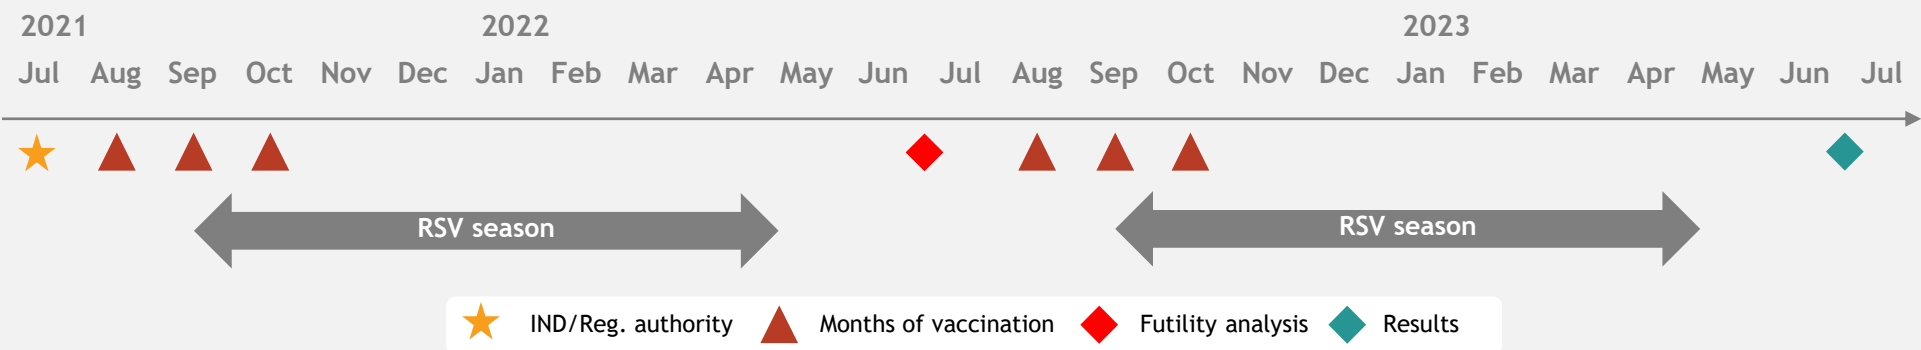 2021 2022 2023
Jul Aug Sep Oct Nov Dec Jan Feb Mar Apr May Jun Jul Aug Sep Oct Nov Dec Jan Feb Mar Apr May Jun Jul
RSV season RSV season
IND/Reg. authority Months of vaccination Futility analysis Results